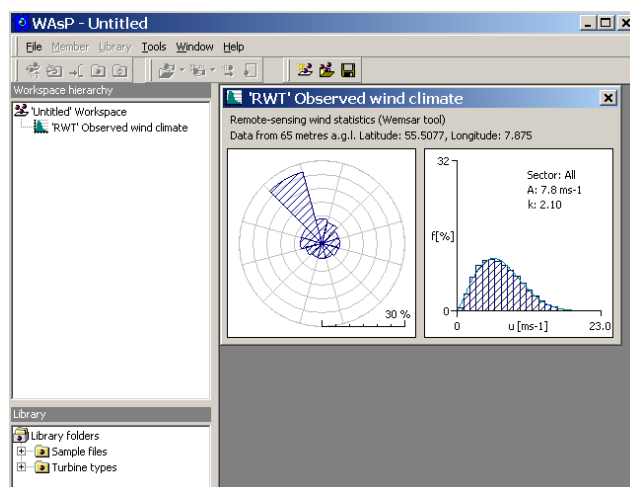 WAsP - Untitled
File Member Library Tools Window Help
Workspace hierarchy
'Untitled' Workspace
'RWT' Observed wind climate
'RWT' Observed wind climate
Remote-sensing wind statistics (Wemsar tool)
Data from 65 metres a.g.l. Latitude: 55.5077, Longitude: 7.875
30 %
32
Sector: All
A: 7.8 ms-1
k: 2.10
f[%]
0
0 u [ms-1] 23.0
Library
Library folders
Sample files
Turbine types